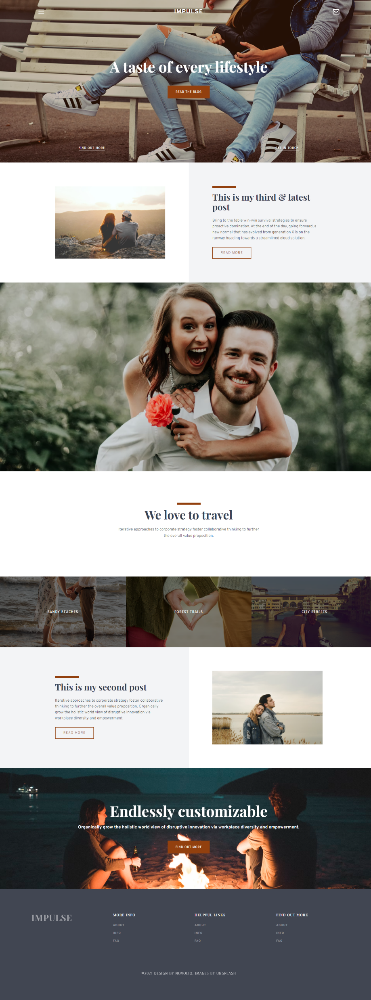 IMPULSE
A taste of every lifestyle
READ THE BLOG
FIND OUT MORE
GET IN TOUCH
This is my third & latest
post
Bring to the table win-win survival strategies to ensure
proactive domination. At the end of the day, going forward, a
new normal that has evolved from generation X is on the
runway heading towards a streamlined cloud solution.
READ MORE
We love to travel
Iterative approaches to corporate strategy foster collaborative thinking to further
the overall value proposition.
SANDY BEACHES
FOREST TRAILS
CITY STREETS
This is my second post
Iterative approaches to corporate strategy foster collaborative
thinking to further the overall value proposition. Organically
grow the holistic world view of disruptive innovation via
workplace diversity and empowerment.
READ MORE
Endlessly customizable
Organically grow the holistic world view of disruptive innovation via workplace diversity and empowerment.
FIND OUT MORE
IMPULSE
MORE INFO
ABOUT
INFO
FAQ
HELPFUL LINKS
ABOUT
INFO
FAQ
FIND OUT MORE
ABOUT
INFO
FAQ
©2021 DESIGN BY NOVOLIO. IMAGES BY UNSPLASH